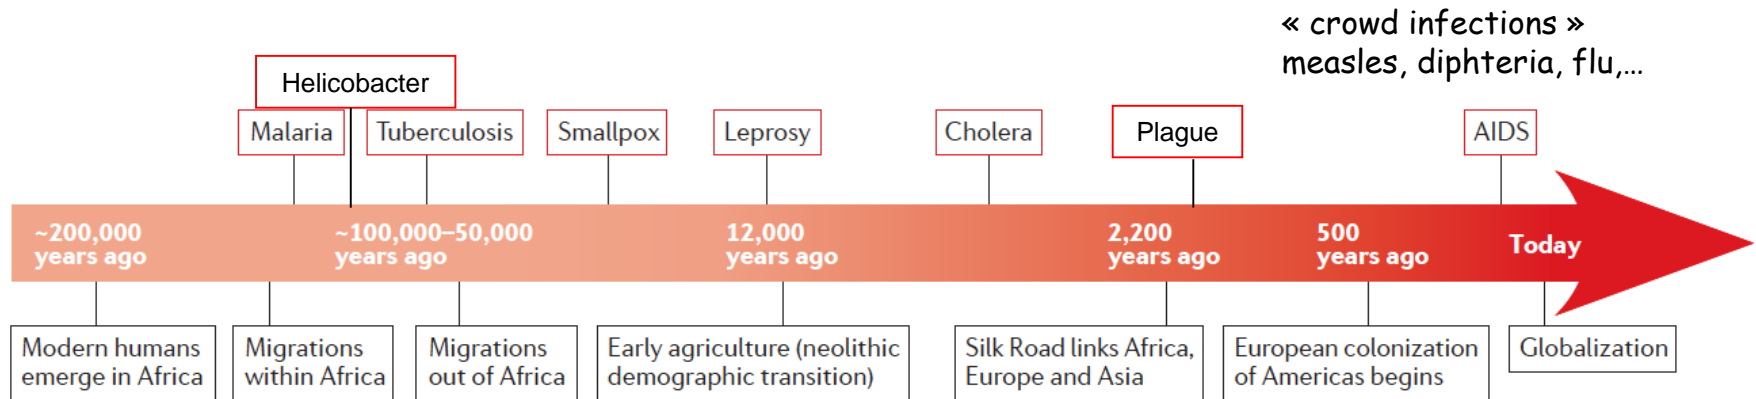 « crowd infections »
measles, diphteria, flu,...
Helicobacter
Malaria
Tuberculosis
Smallpox
Leprosy
Cholera
Plague
AIDS
~200,000
years ago
~100,000–50,000
years ago
12,000
years ago
2,200
years ago
500
years ago
Today
Modern humans
emerge in Africa
Migrations
within Africa
Migrations
out of Africa
Early agriculture (neolithic
demographic transition)
Silk Road links Africa,
Europe and Asia
European colonization
of Americas begins
Globalization